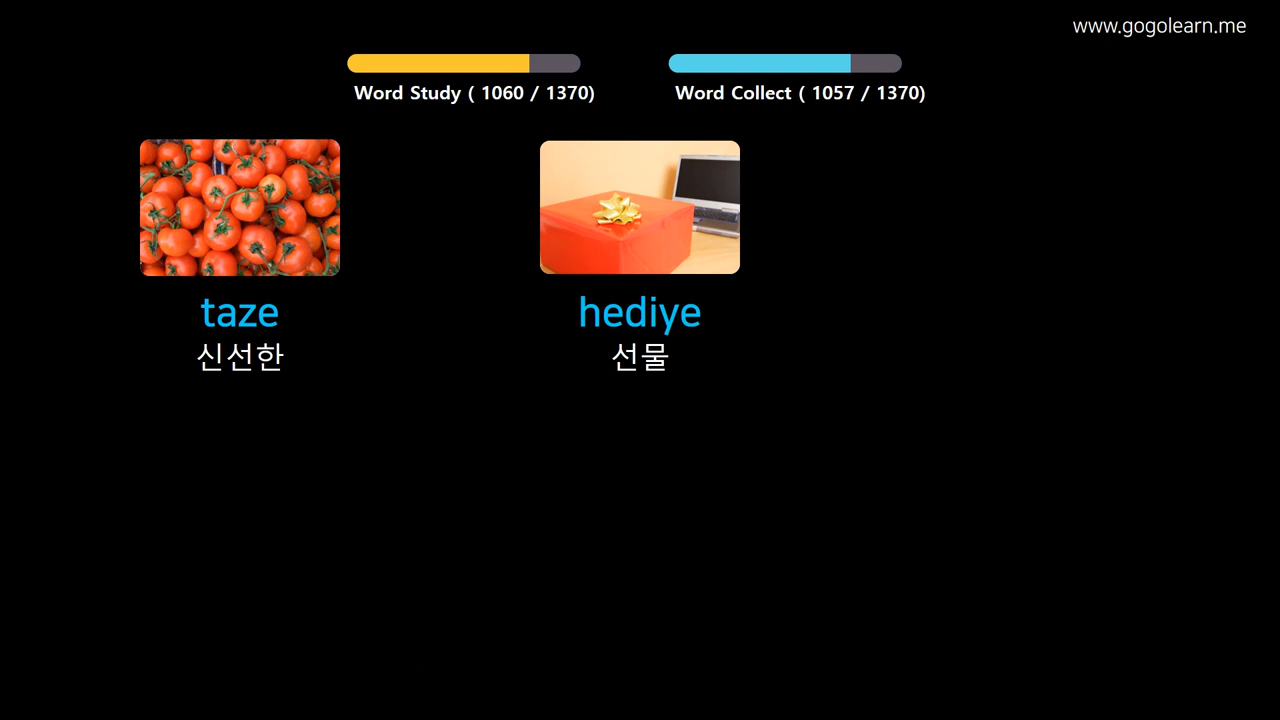 www.gogolearn.me
Word Study ( 1060 / 1370)
Word Collect ( 1057 / 1370)
taze
신선한
hediye
선물